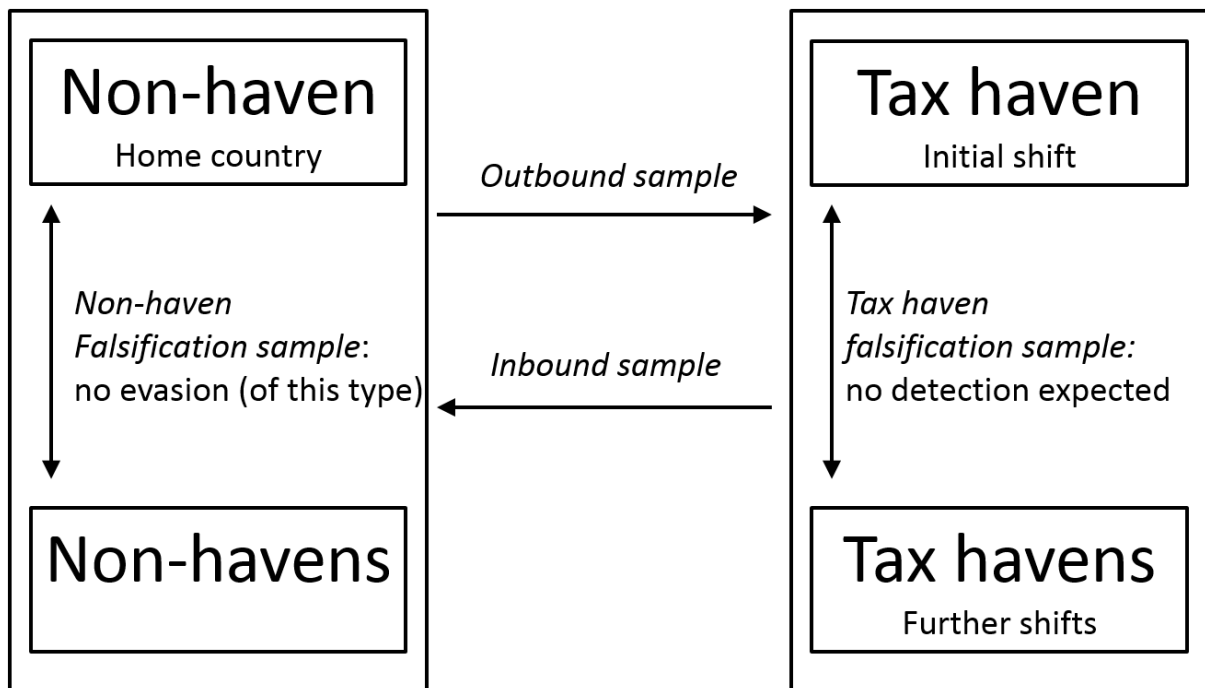 Non-haven
Home country
Tax haven
Initial shift
Outbound sample
Non-haven
Falsification sample:
no evasion (of this type)
Tax haven
falsification sample:
no detection expected
Inbound sample
Non-havens
Tax havens
Further shifts